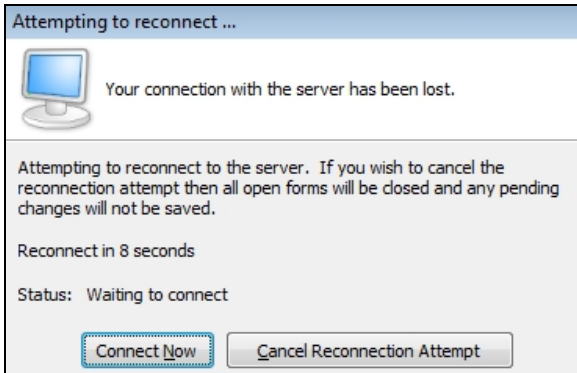 Attempting to reconnect ...
Your connection with the server has been lost.
Attempting to reconnect to the server.  If you wish to cancel the
reconnection attempt then all open forms will be closed and any pending
changes will not be saved.
Reconnect in 8 seconds
Status:  Waiting to connect
Connect Now
Cancel Reconnection Attempt